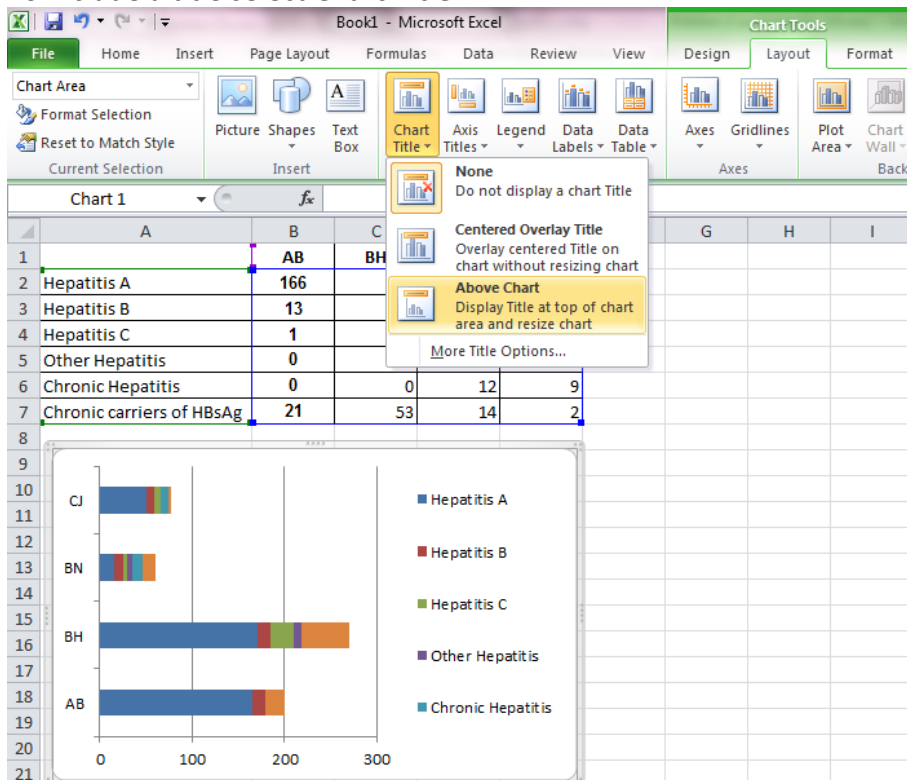 Book1 - Microsoft Excel
Chart Tools
File Home Insert Page Layout Formulas Data Review View Design Layout Format
Chart Area
Format Selection
Reset to Match Style
Current Selection
Picture Shapes Text Box
Insert
Chart Title Axis Titles Legend Data Labels Data Table
Axes Gridlines
Axes
Plot Area Chart Wall
Back
None
Do not display a chart Title
Centered Overlay Title
Overlay centered Title on
chart without resizing chart
Above Chart
Display Title at top of chart
area and resize chart
More Title Options...
Chart 1 fx
A B C G H I
1 AB BH
2 Hepatitis A 166
3 Hepatitis B 13
4 Hepatitis C 1
5 Other Hepatitis 0
6 Chronic Hepatitis 0 0 12 9
7 Chronic carriers of HBsAg 21 53 14 2
8
9
10
11
12
13
14
15
16
17
18
19
20
21
CJ
BN
BH
AB
0 100 200 300
Hepatitis A
Hepatitis B
Hepatitis C
Other Hepatitis
Chronic Hepatitis